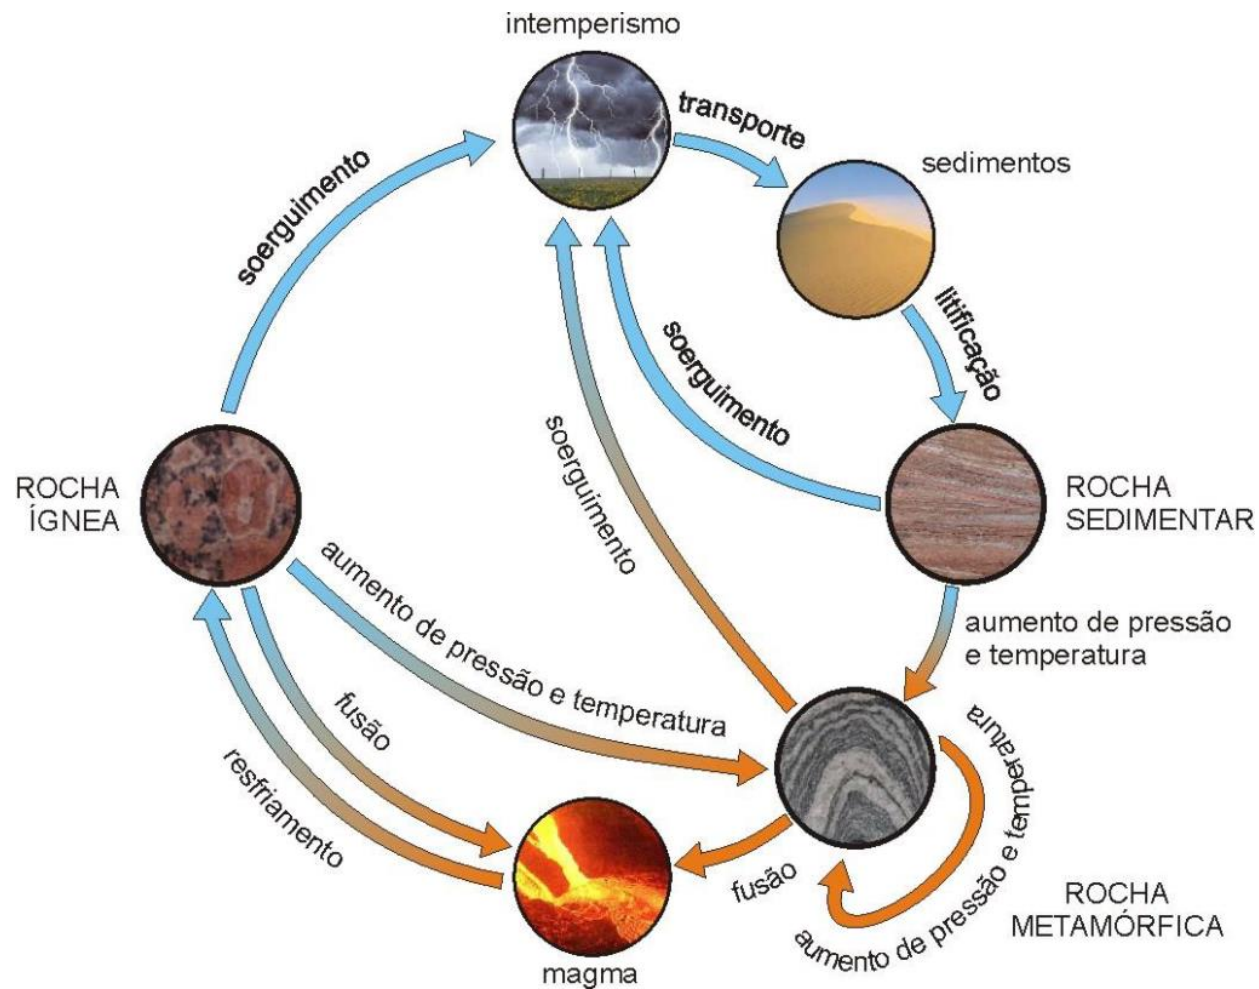 intemperismo
transporte
sedimentos
soerguimento
litificação
soerguimento
soerguimento
ROCHA
ÍGNEA
ROCHA
SEDIMENTAR
aumento de pressão e temperatura
aumento de pressão
e temperatura
fusão
resfriamento
fusão
aumento de pressão e temperatura
ROCHA
METAMÓRFICA
magma